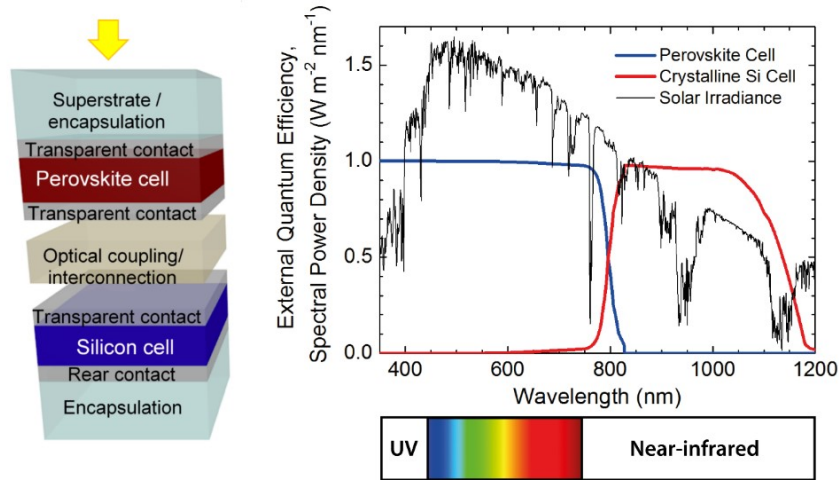 Superstrate /
encapsulation
Transparent contact
Perovskite cell
Transparent contact
Optical coupling/
interconnection
Transparent contact
Silicon cell
Rear contact
Encapsulation
External Quantum Efficiency,
Spectral Power Density (W m⁻² nm⁻¹)
1.5
1.0
0.5
0.0
Perovskite Cell
Crystalline Si Cell
Solar Irradiance
400 600 800 1000 1200
Wavelength (nm)
UV Near-infrared